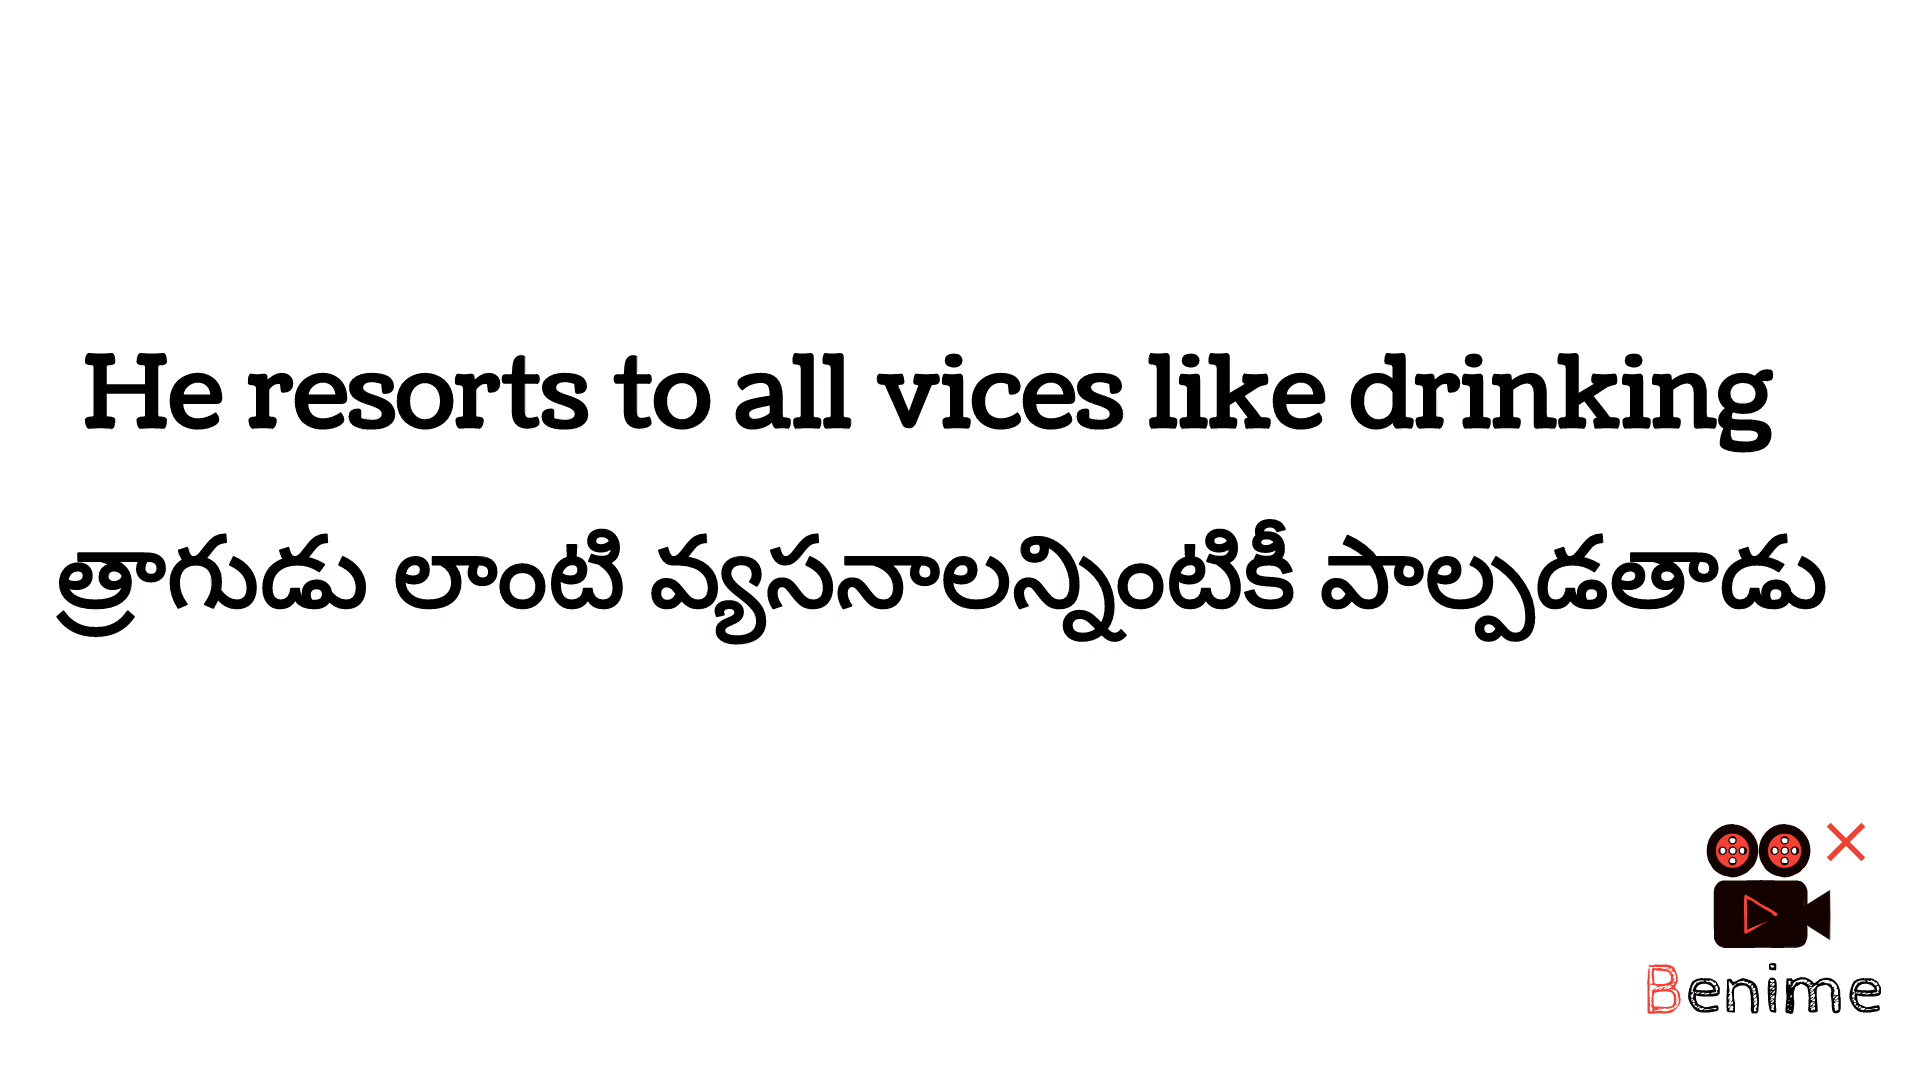 He resorts to all vices like drinking
త్రాగుడు లాంటి వ్యసనాలన్నింటికీ పాల్పడతాడు
Benime